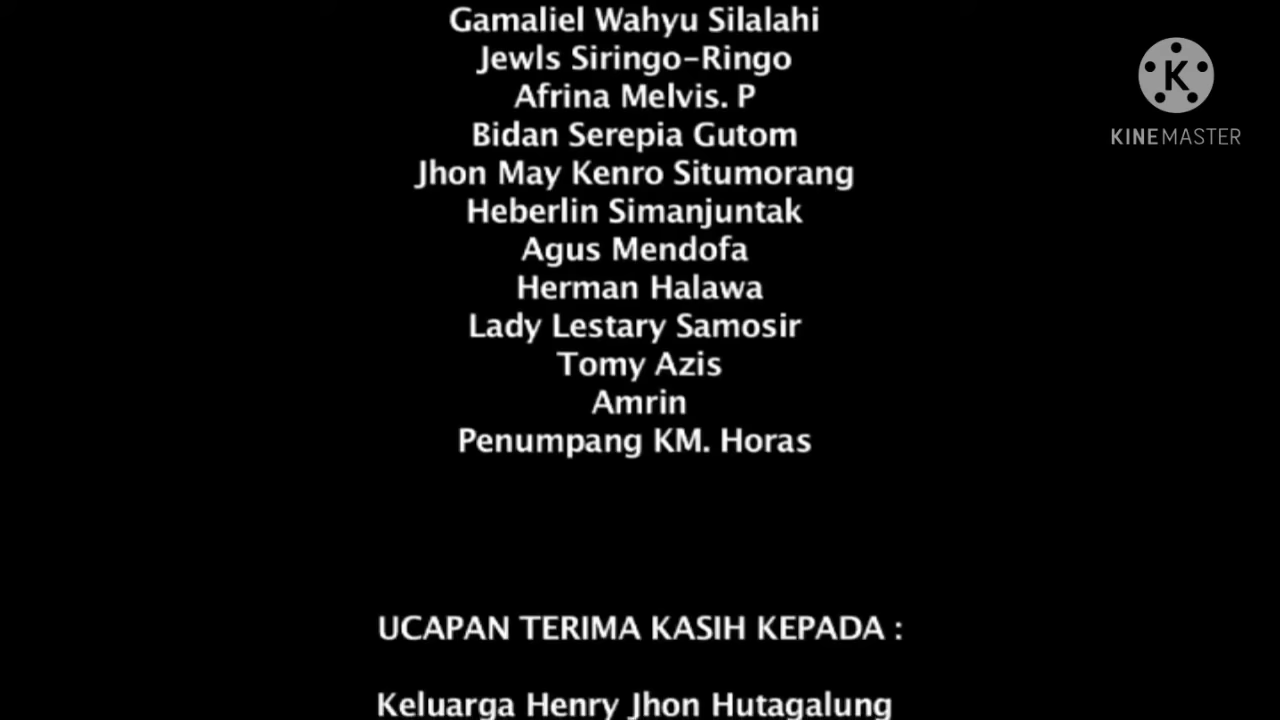 Gamaliel Wahyu Silalahi
Jewls Siringo-Ringo
Afrina Melvis. P
Bidan Serepia Gutom
Jhon May Kenro Situmorang
Heberlin Simanjuntak
Agus Mendofa
Herman Halawa
Lady Lestary Samosir
Tomy Azis
Amrin
Penumpang KM. Horas
UCAPAN TERIMA KASIH KEPADA :
Keluarga Henry Jhon Hutagalung
K
KINEMASTER